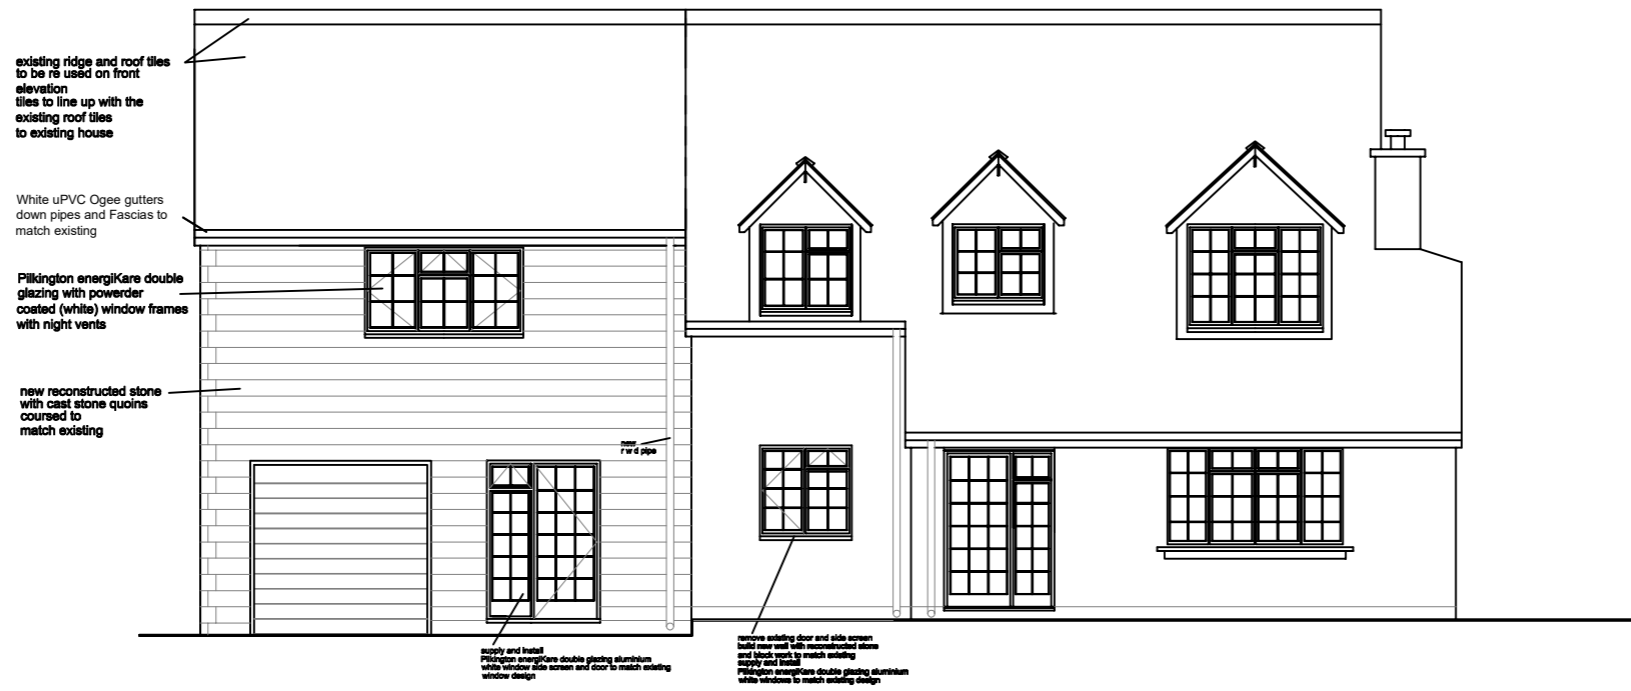 existing ridge and roof tiles
to be re used on front
elevation
tiles to line up with the
existing roof tiles
to existing house
White uPVC Ogee gutters
down pipes and Fascias to
match existing
Pilkington energiKare double
glazing with powerder
coated (white) window frames
with night vents
new reconstructed stone
with cast stone quoins
coursed to
match existing
new
r w d pipe
supply and install
Pilkington energiKare double glazing aluminium
white window side screen and door to match existing
window design
remove existing door and side screen
build new wall with reconstructed stone
and block work to match existing
supply and install
Pilkington energiKare double glazing aluminium
white windows to match existing design